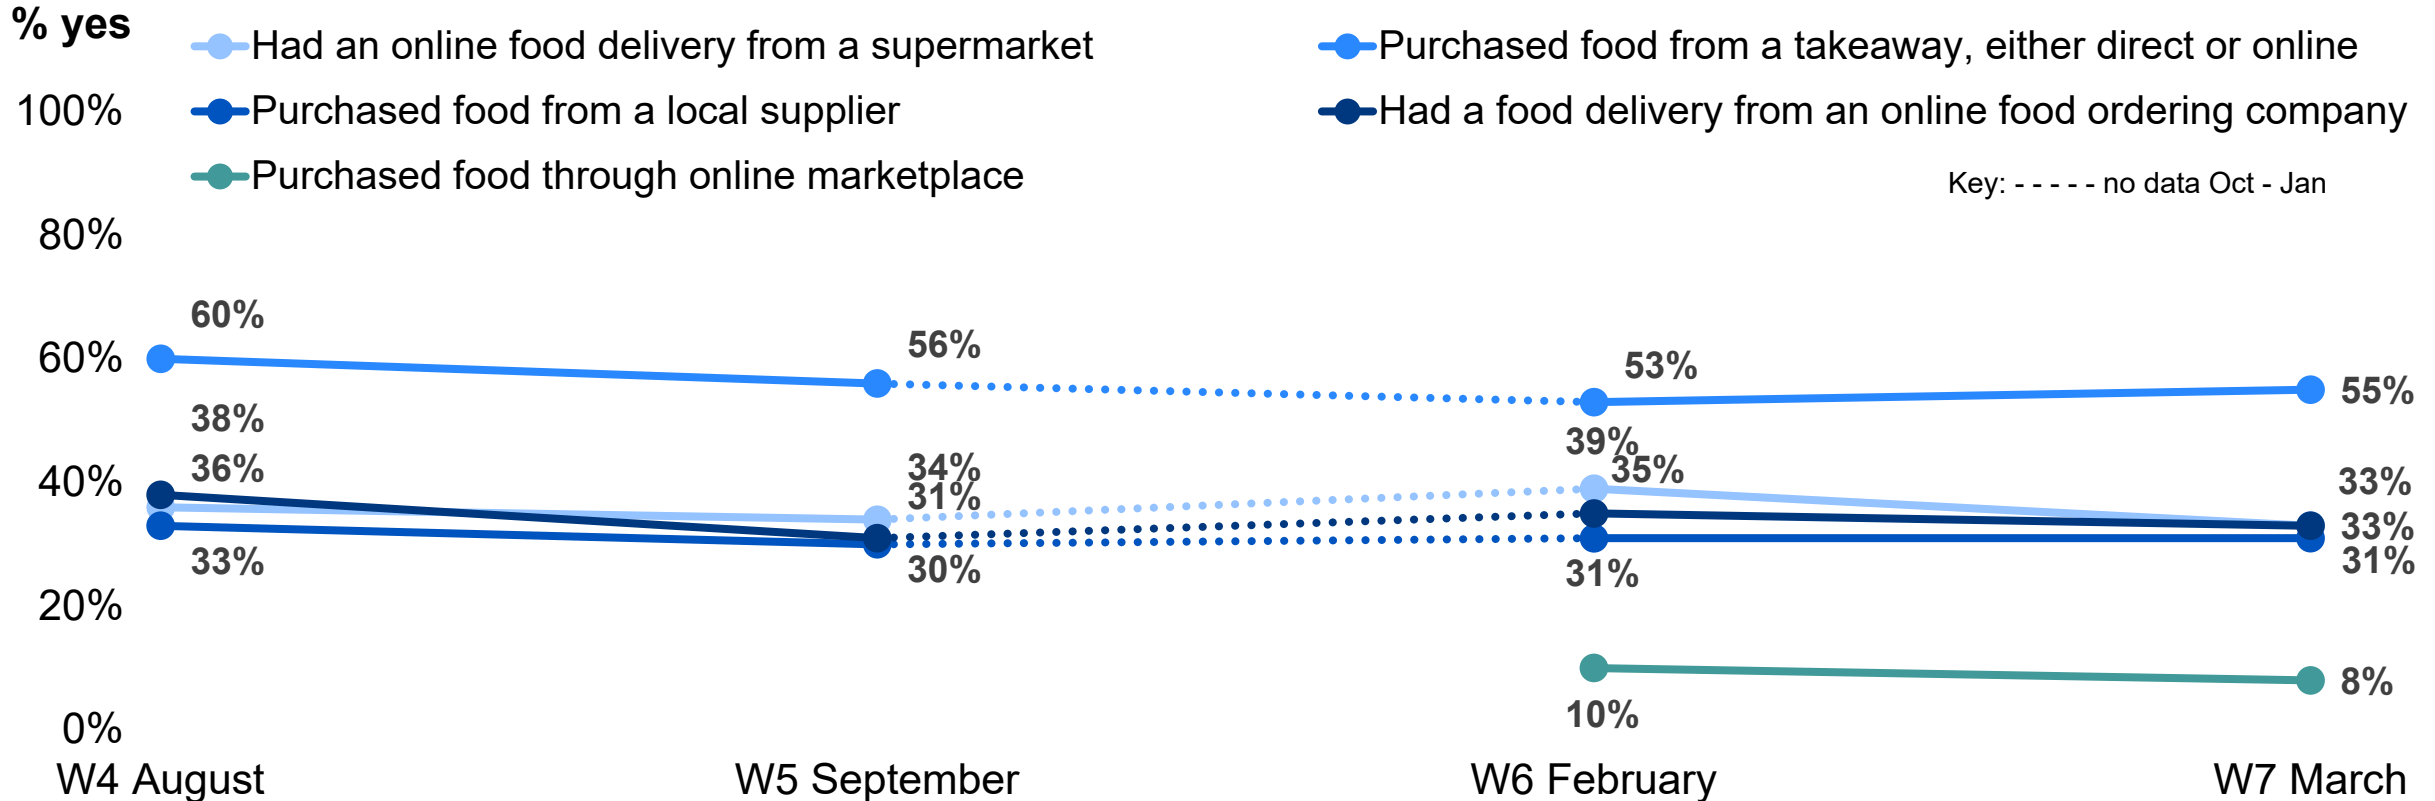 % yes
Had an online food delivery from a supermarket
Purchased food from a takeaway, either direct or online
100%
Purchased food from a local supplier
Had a food delivery from an online food ordering company
Purchased food through online marketplace
Key: - - - - - no data Oct - Jan
80%
60%
56%
53%
60%
55%
38%
39%
36%
34%
35%
40%
31%
33%
33%
33%
30%
31%
31%
20%
10%
8%
0%
W4 August
W5 September
W6 February
W7 March